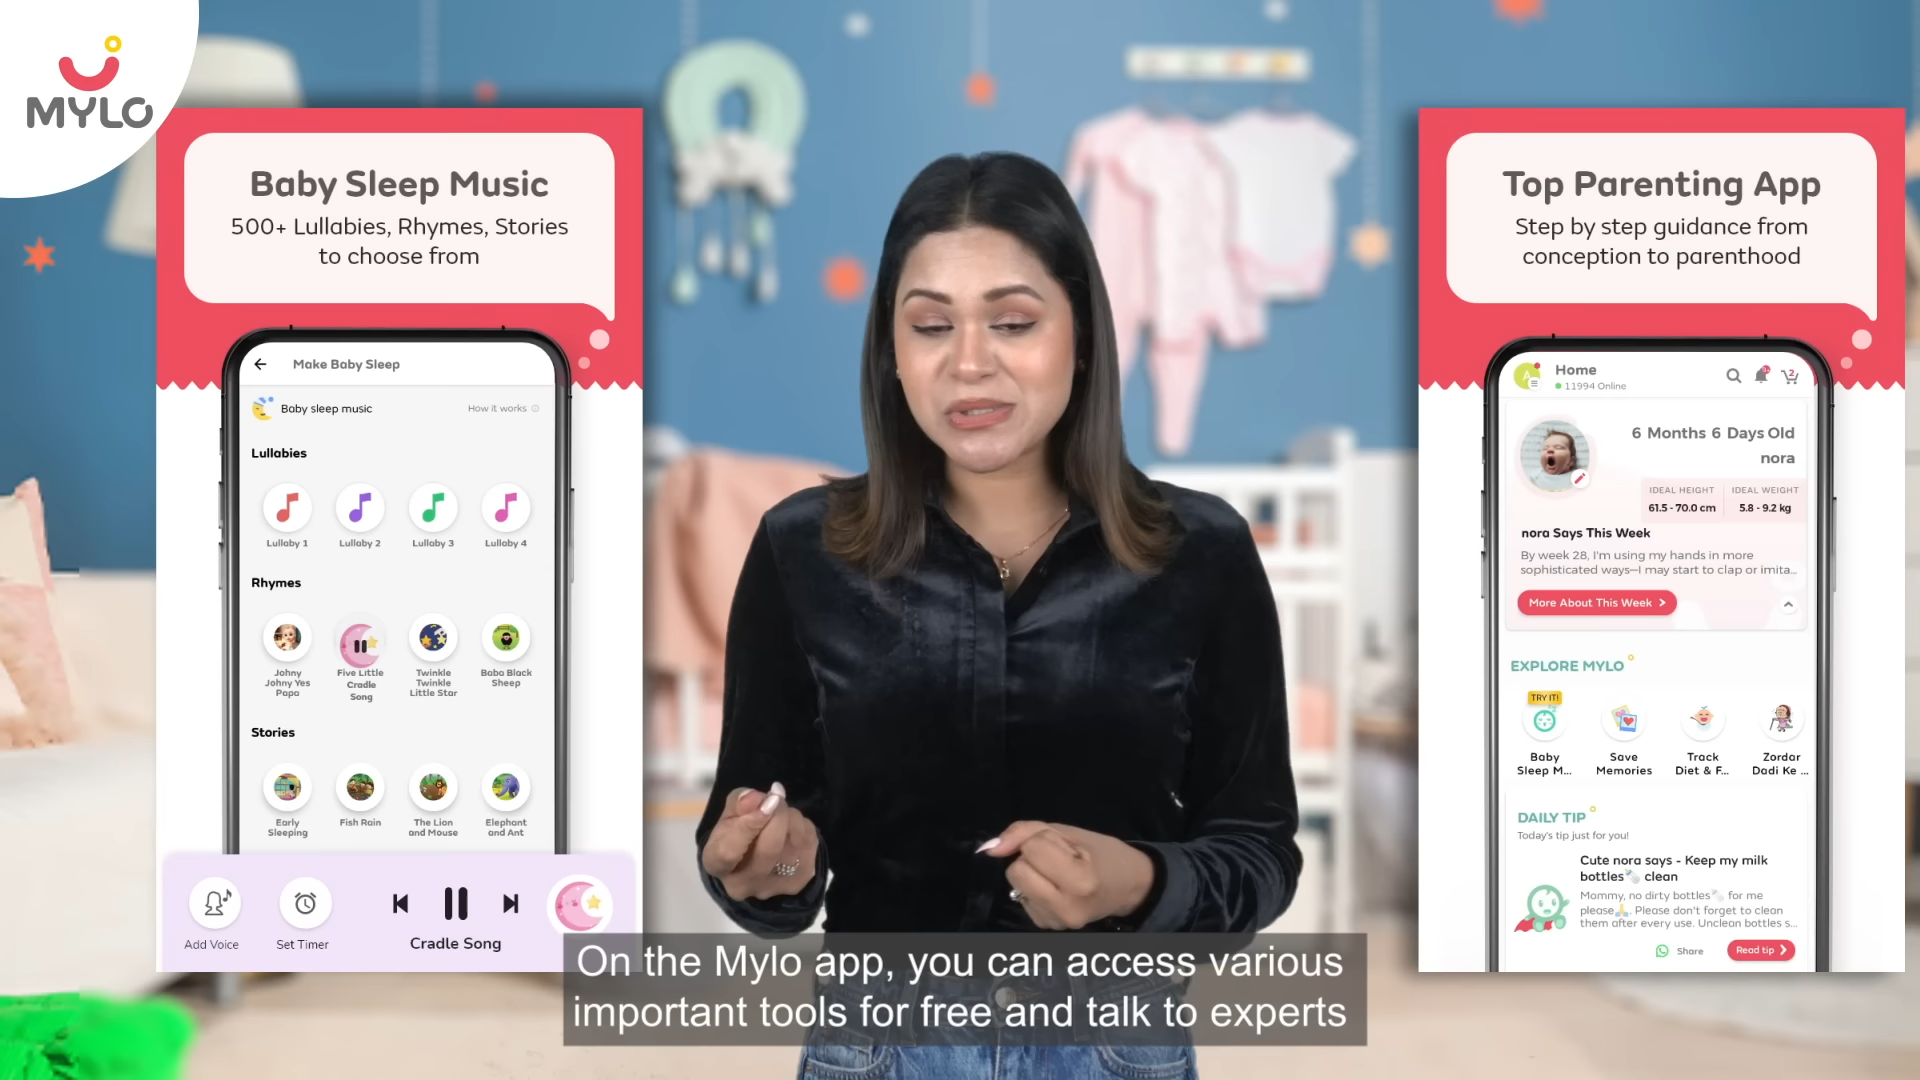 MYLO
Baby Sleep Music
500+ Lullabies, Rhymes, Stories
to choose from
Make Baby Sleep
Baby sleep music
How it works
Lullabies
Lullaby 1
Lullaby 2
Lullaby 3
Lullaby 4
Rhymes
Johny
Johny Yes
Papa
Five Little
Cradle
Song
Twinkle
Twinkle
Little Star
Baba Black
Sheep
Stories
Early
Sleeping
Fish Rain
The Lion
and Mouse
Elephant
and Ant
Add Voice
Set Timer
Cradle Song
Top Parenting App
Step by step guidance from
conception to parenthood
Home
11994 Online
2
6 Months 6 Days Old
nora
IDEAL HEIGHT
61.5 - 70.0 cm
IDEAL WEIGHT
5.8 - 9.2 kg
nora Says This Week
By week 28, I'm using my hands in more
sophisticated ways—I may start to clap or imita...
More About This Week
EXPLORE MYLO
TRY IT!
Baby
Sleep M...
Save
Memories
Track
Diet & F...
Zordar
Dadi Ke ...
DAILY TIP
Today's tip just for you!
Cute nora says - Keep my milk
bottles🍼 clean
Mommy, no dirty bottles🍼 for me
please🙏. Please don't forget to clean
them after every use. Unclean bottles s...
Share
Read tip
On the Mylo app, you can access various
important tools for free and talk to experts